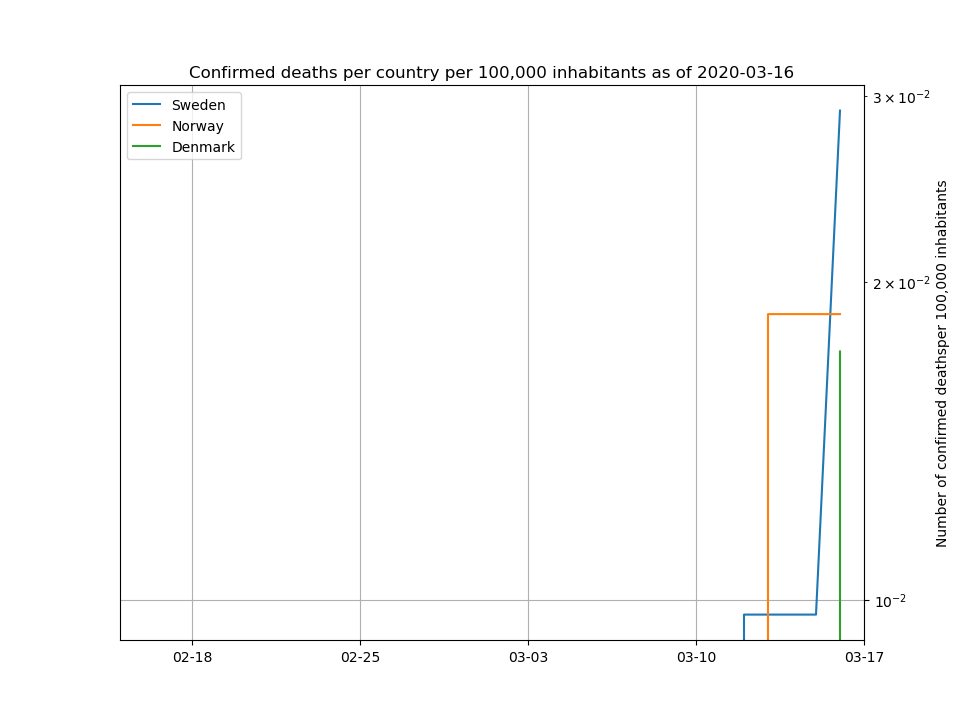 Confirmed deaths per country per 100,000 inhabitants as of 2020-03-16
Sweden
Norway
Denmark
3 × 10⁻²
2 × 10⁻²
10⁻²
Number of confirmed deathsper 100,000 inhabitants
02-18
02-25
03-03
03-10
03-17